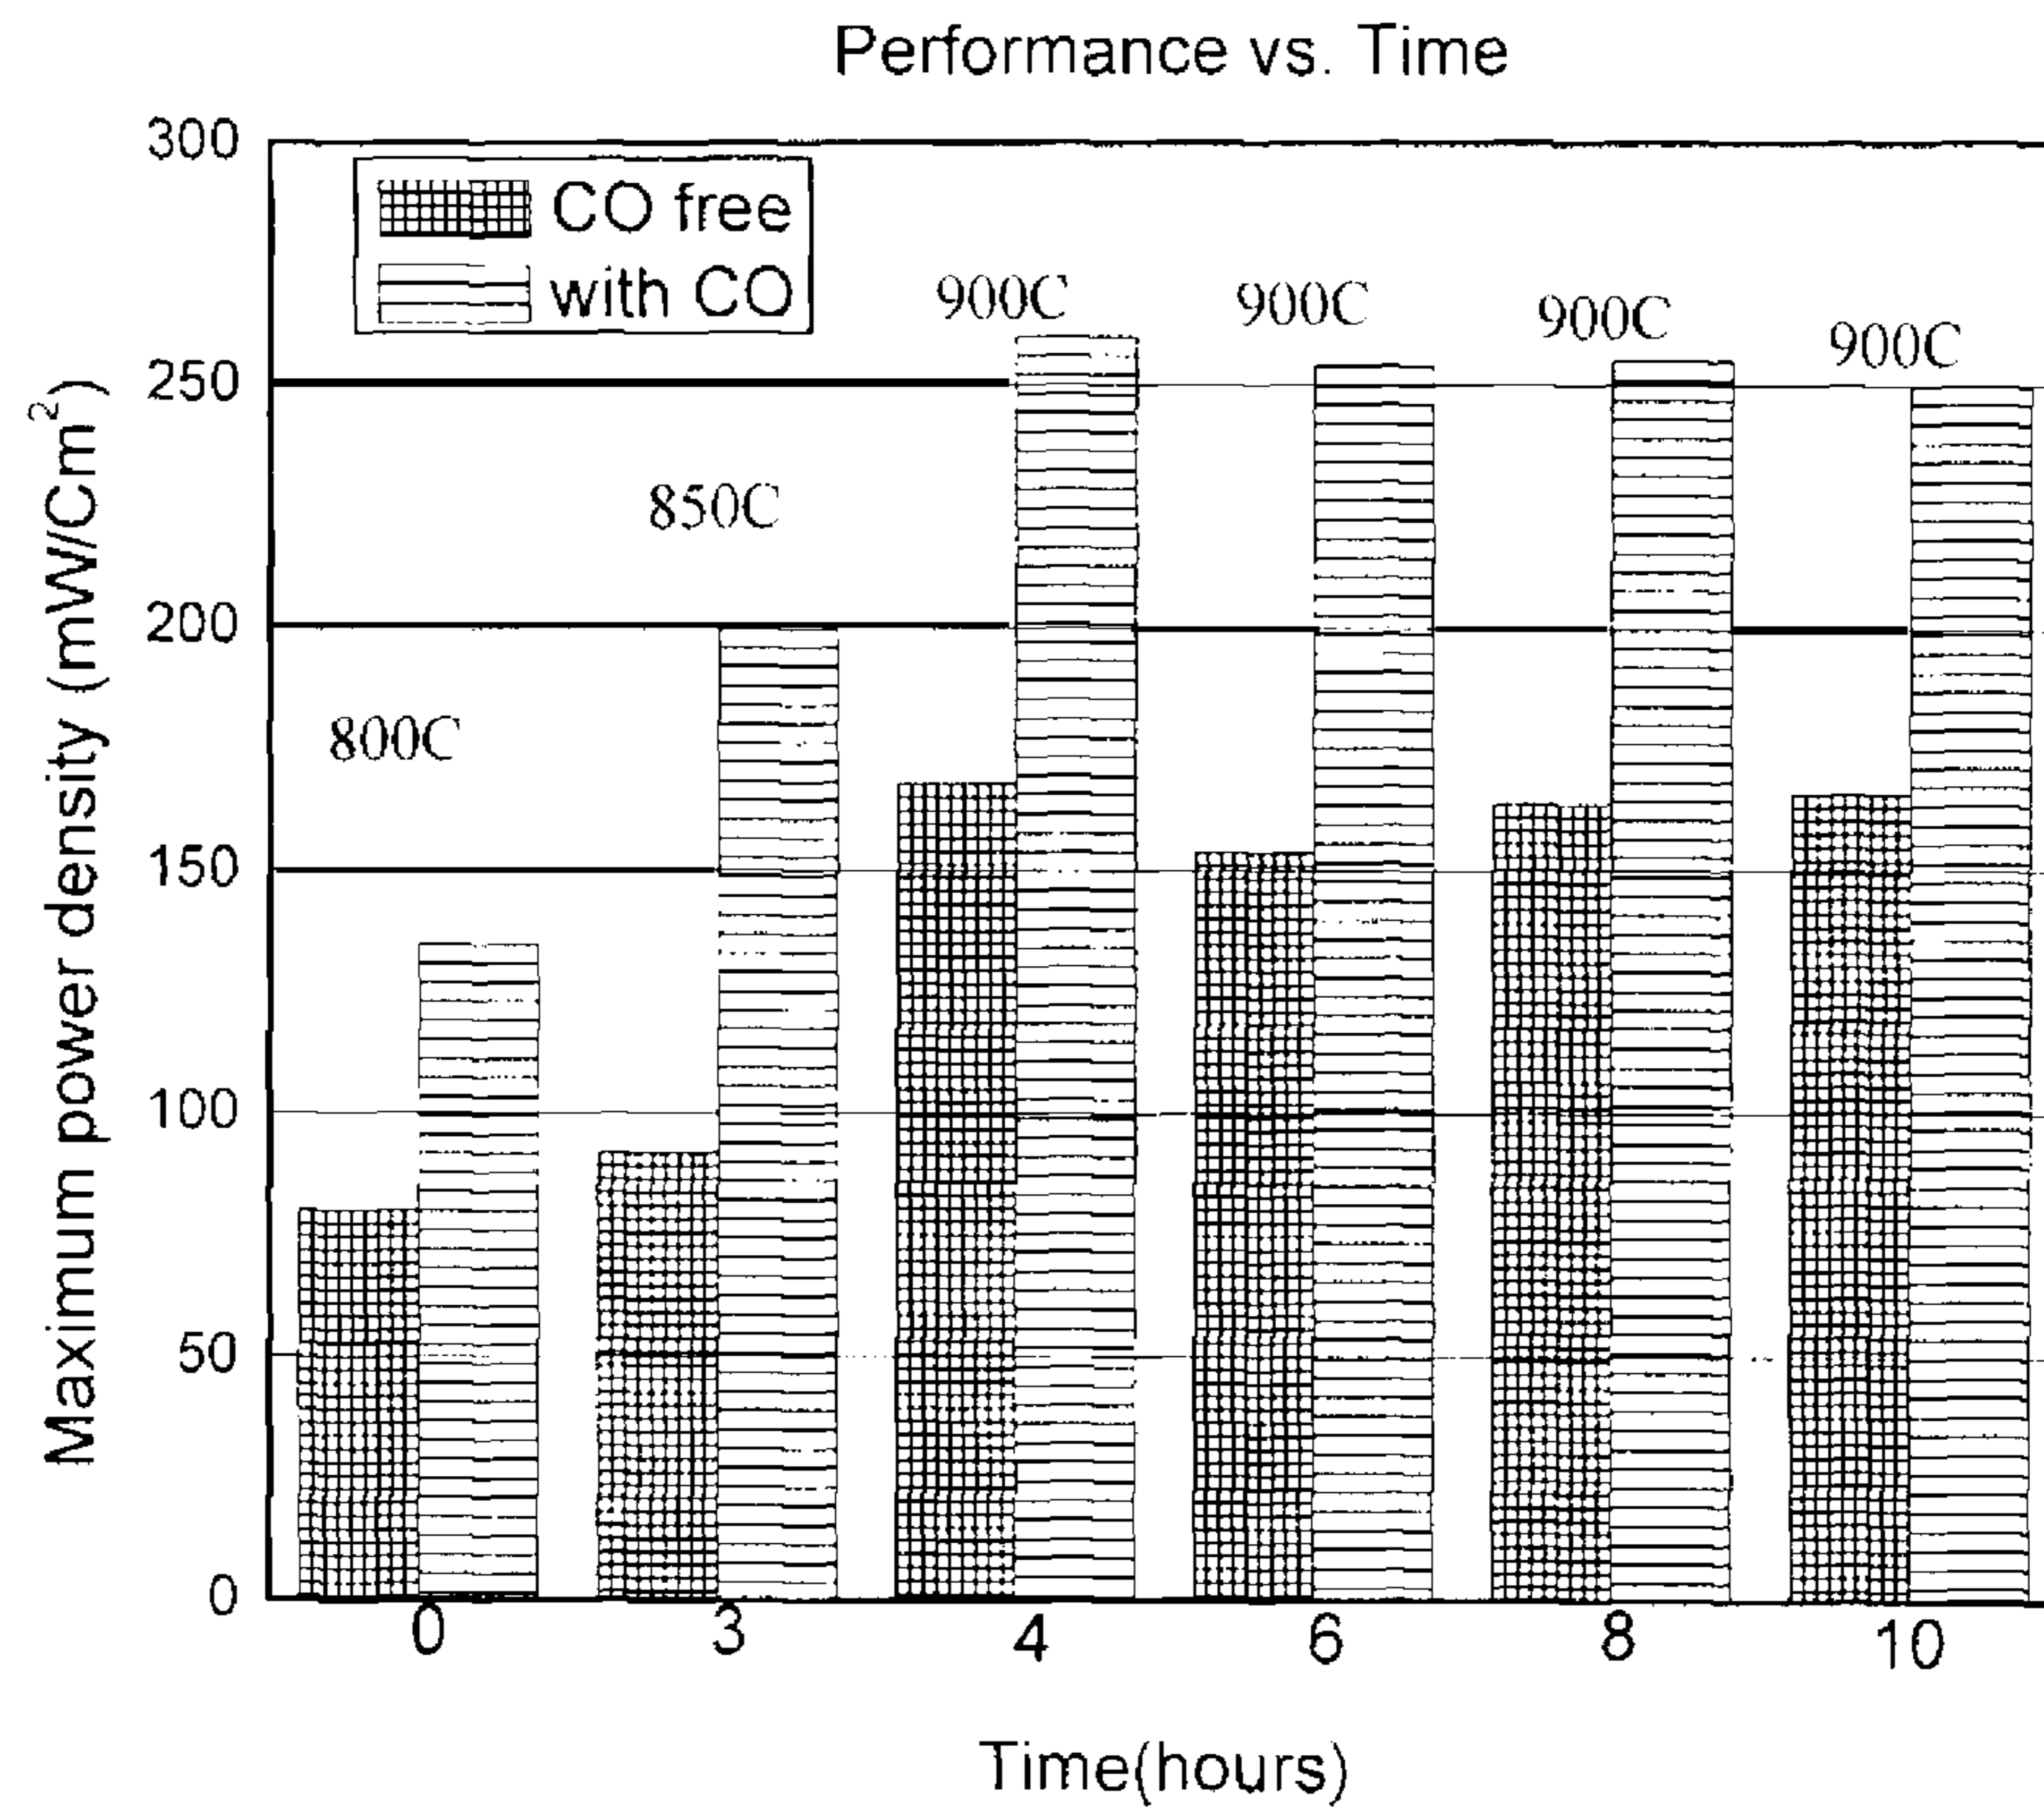 Performance vs. Time
300
250
200
150
100
50
0
Maximum power density (mW/Cm²)
CO free
with CO
800C
850C
900C
900C
900C
900C
0 3 4 6 8 10
Time(hours)